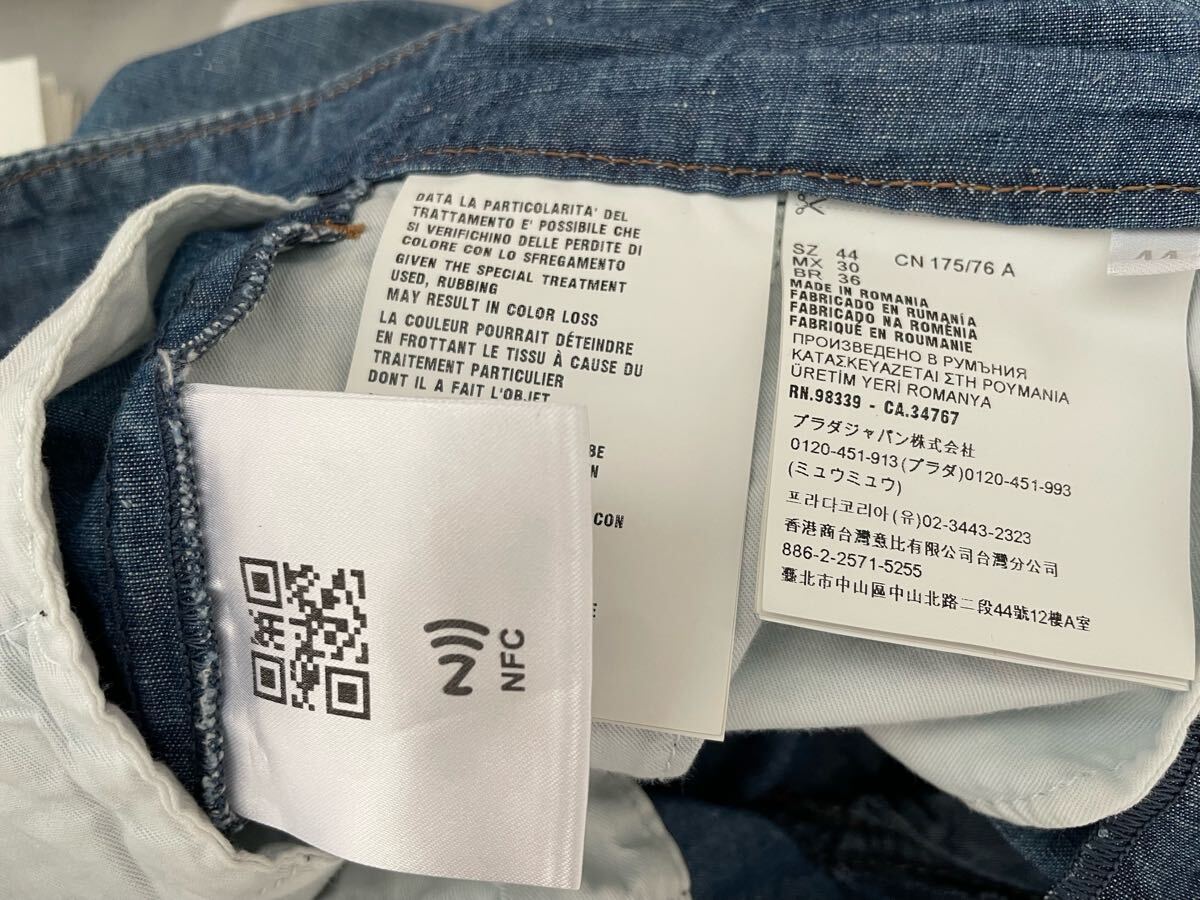 DATA LA PARTICOLARITA' DEL
TRATTAMENTO E' POSSIBILE CHE
SI VERIFICHINO DELLE PERDITE DI
COLORE CON LO SFREGAMENTO
GIVEN THE SPECIAL TREATMENT
USED, RUBBING
MAY RESULT IN COLOR LOSS
LA COULEUR POURRAIT DÉTEINDRE
EN FROTTANT LE TISSU À CAUSE DU
TRAITEMENT PARTICULIER
DONT IL A FAIT L'OBJET
CON
NFC
SZ 44 CN 175/76 A
MX 30
BR 36
MADE IN ROMANIA
FABRICADO EN RUMANÍA
FABRICADO NA ROMÊNIA
FABRIQUÉ EN ROUMANIE
ПРОИЗВЕДЕНО В РУМЪНИЯ
ΚΑΤΑΣΚΕΥΑΖΕΤΑΙ ΣΤΗ ΡΟΥΜΑΝΙΑ
ÜRETİM YERİ ROMANYA
RN.98339 - CA.34767
プラダジャパン株式会社
0120-451-913(プラダ)0120-451-993
(ミュウミュウ)
프라다코리아(유)02-3443-2323
香港商台灣意比有限公司台灣分公司
886-2-2571-5255
臺北市中山區中山北路二段44號12樓A室
44